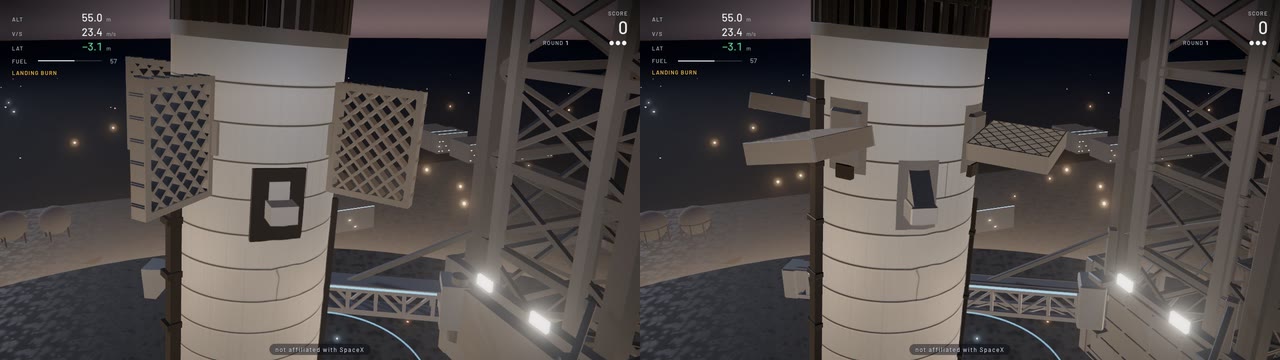 ALT 55.0 m
V/S 23.4 m/s
LAT −3.1 m
FUEL 57
LANDING BURN
SCORE
0
ROUND 1
not affiliated with SpaceX
ALT 55.0 m
V/S 23.4 m/s
LAT −3.1 m
FUEL 57
LANDING BURN
SCORE
0
ROUND 1
not affiliated with SpaceX